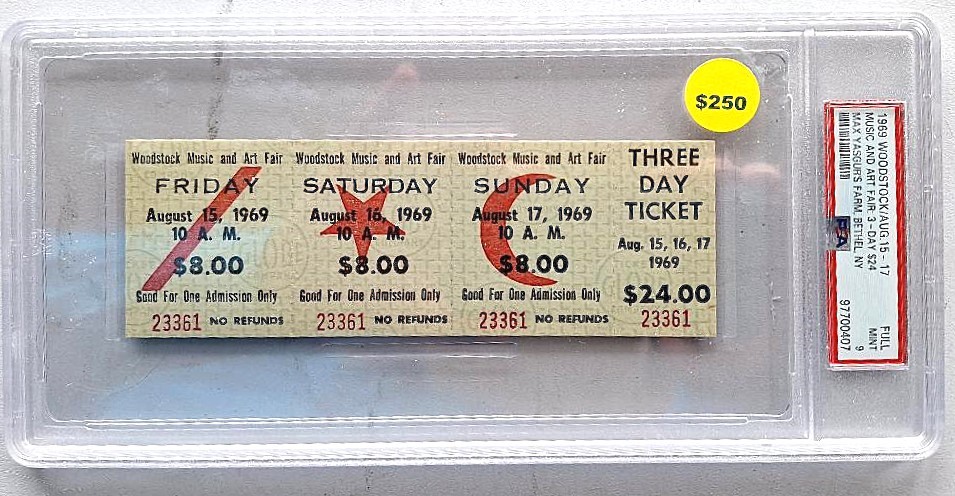 $250
Woodstock Music and Art Fair
FRIDAY
August 15, 1969
10 A. M.
$8.00
Good For One Admission Only
23361 NO REFUNDS
Woodstock Music and Art Fair
SATURDAY
August 16, 1969
10 A. M.
$8.00
Good For One Admission Only
23361 NO REFUNDS
Woodstock Music and Art Fair
SUNDAY
August 17, 1969
10 A. M.
$8.00
Good For One Admission Only
23361 NO REFUNDS
THREE
DAY
TICKET
Aug. 15, 16, 17
1969
$24.00
23361
1969 WOODSTOCK/AUG.15 - 17 FULL
MUSIC AND ART FAIR: 3-DAY $24 MINT
MAX YASGUR'S FARM, BETHEL, NY 9
PSA 97700407